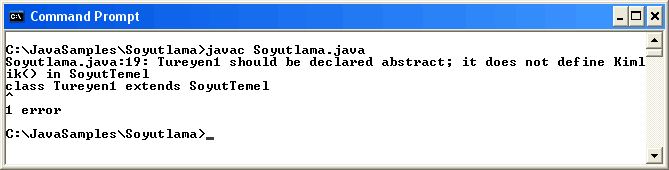 Command Prompt
C:\JavaSamples\Soyutlama>javac Soyutlama.java
Soyutlama.java:19: Tureyen1 should be declared abstract; it does not define Kiml
ik() in SoyutTemel
class Tureyen1 extends SoyutTemel
^
1 error
C:\JavaSamples\Soyutlama>_